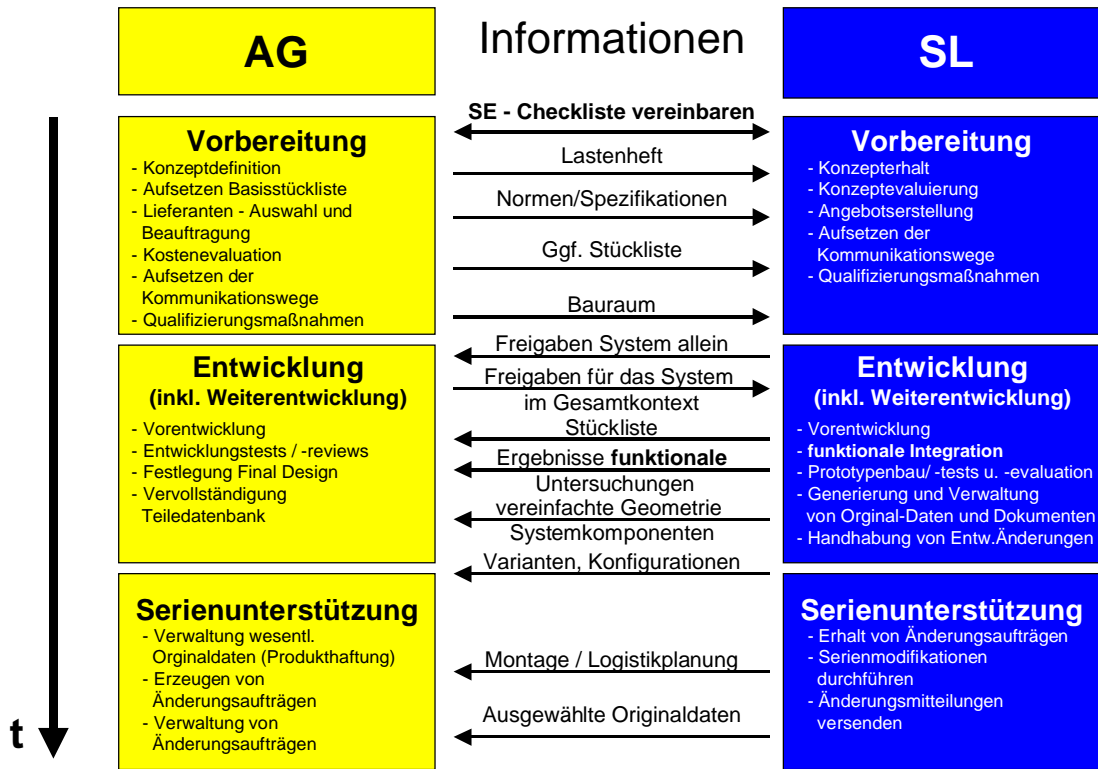 AG
Informationen
SL
SE - Checkliste vereinbaren
Vorbereitung
- Konzeptdefinition
- Aufsetzen Basisstückliste
- Lieferanten - Auswahl und
Beauftragung
- Kostenevaluation
- Aufsetzen der
Kommunikationswege
- Qualifizierungsmaßnahmen
Lastenheft
Normen/Spezifikationen
Ggf. Stückliste
Bauraum
Vorbereitung
- Konzepterhalt
- Konzeptevaluierung
- Angebotserstellung
- Aufsetzen der
Kommunikationswege
- Qualifizierungsmaßnahmen
Entwicklung
(inkl. Weiterentwicklung)
- Vorentwicklung
- Entwicklungstests / -reviews
- Festlegung Final Design
- Vervollständigung
Teiledatenbank
Freigaben System allein
Freigaben für das System
im Gesamtkontext
Stückliste
Ergebnisse funktionale
Untersuchungen
vereinfachte Geometrie
Systemkomponenten
Varianten, Konfigurationen
Entwicklung
(inkl. Weiterentwicklung)
- Vorentwicklung
- funktionale Integration
- Prototypenbau/ -tests u. -evaluation
- Generierung und Verwaltung
von Orginal-Daten und Dokumenten
- Handhabung von Entw.Änderungen
Serienunterstützung
- Verwaltung wesentl.
Orginaldaten (Produkthaftung)
- Erzeugen von
Änderungsaufträgen
- Verwaltung von
Änderungsaufträgen
Montage / Logistikplanung
Ausgewählte Originaldaten
Serienunterstützung
- Erhalt von Änderungsaufträgen
- Serienmodifikationen
durchführen
- Änderungsmitteilungen
versenden
t